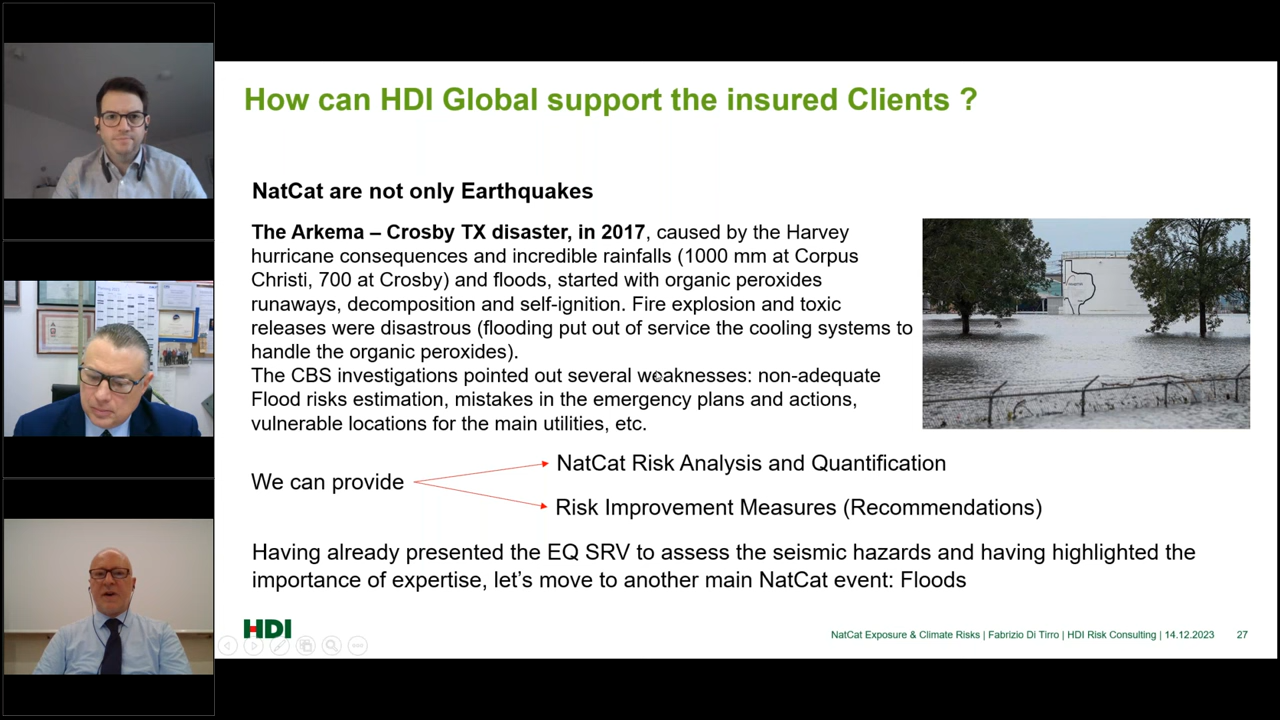 How can HDI Global support the insured Clients ?
NatCat are not only Earthquakes
The Arkema – Crosby TX disaster, in 2017, caused by the Harvey
hurricane consequences and incredible rainfalls (1000 mm at Corpus
Christi, 700 at Crosby) and floods, started with organic peroxides
runaways, decomposition and self-ignition. Fire explosion and toxic
releases were disastrous (flooding put out of service the cooling systems to
handle the organic peroxides).
The CBS investigations pointed out several weaknesses: non-adequate
Flood risks estimation, mistakes in the emergency plans and actions,
vulnerable locations for the main utilities, etc.
We can provide
NatCat Risk Analysis and Quantification
Risk Improvement Measures (Recommendations)
Having already presented the EQ SRV to assess the seismic hazards and having highlighted the
importance of expertise, let’s move to another main NatCat event: Floods
HDI
NatCat Exposure & Climate Risks | Fabrizio Di Tirro | HDI Risk Consulting | 14.12.2023 27